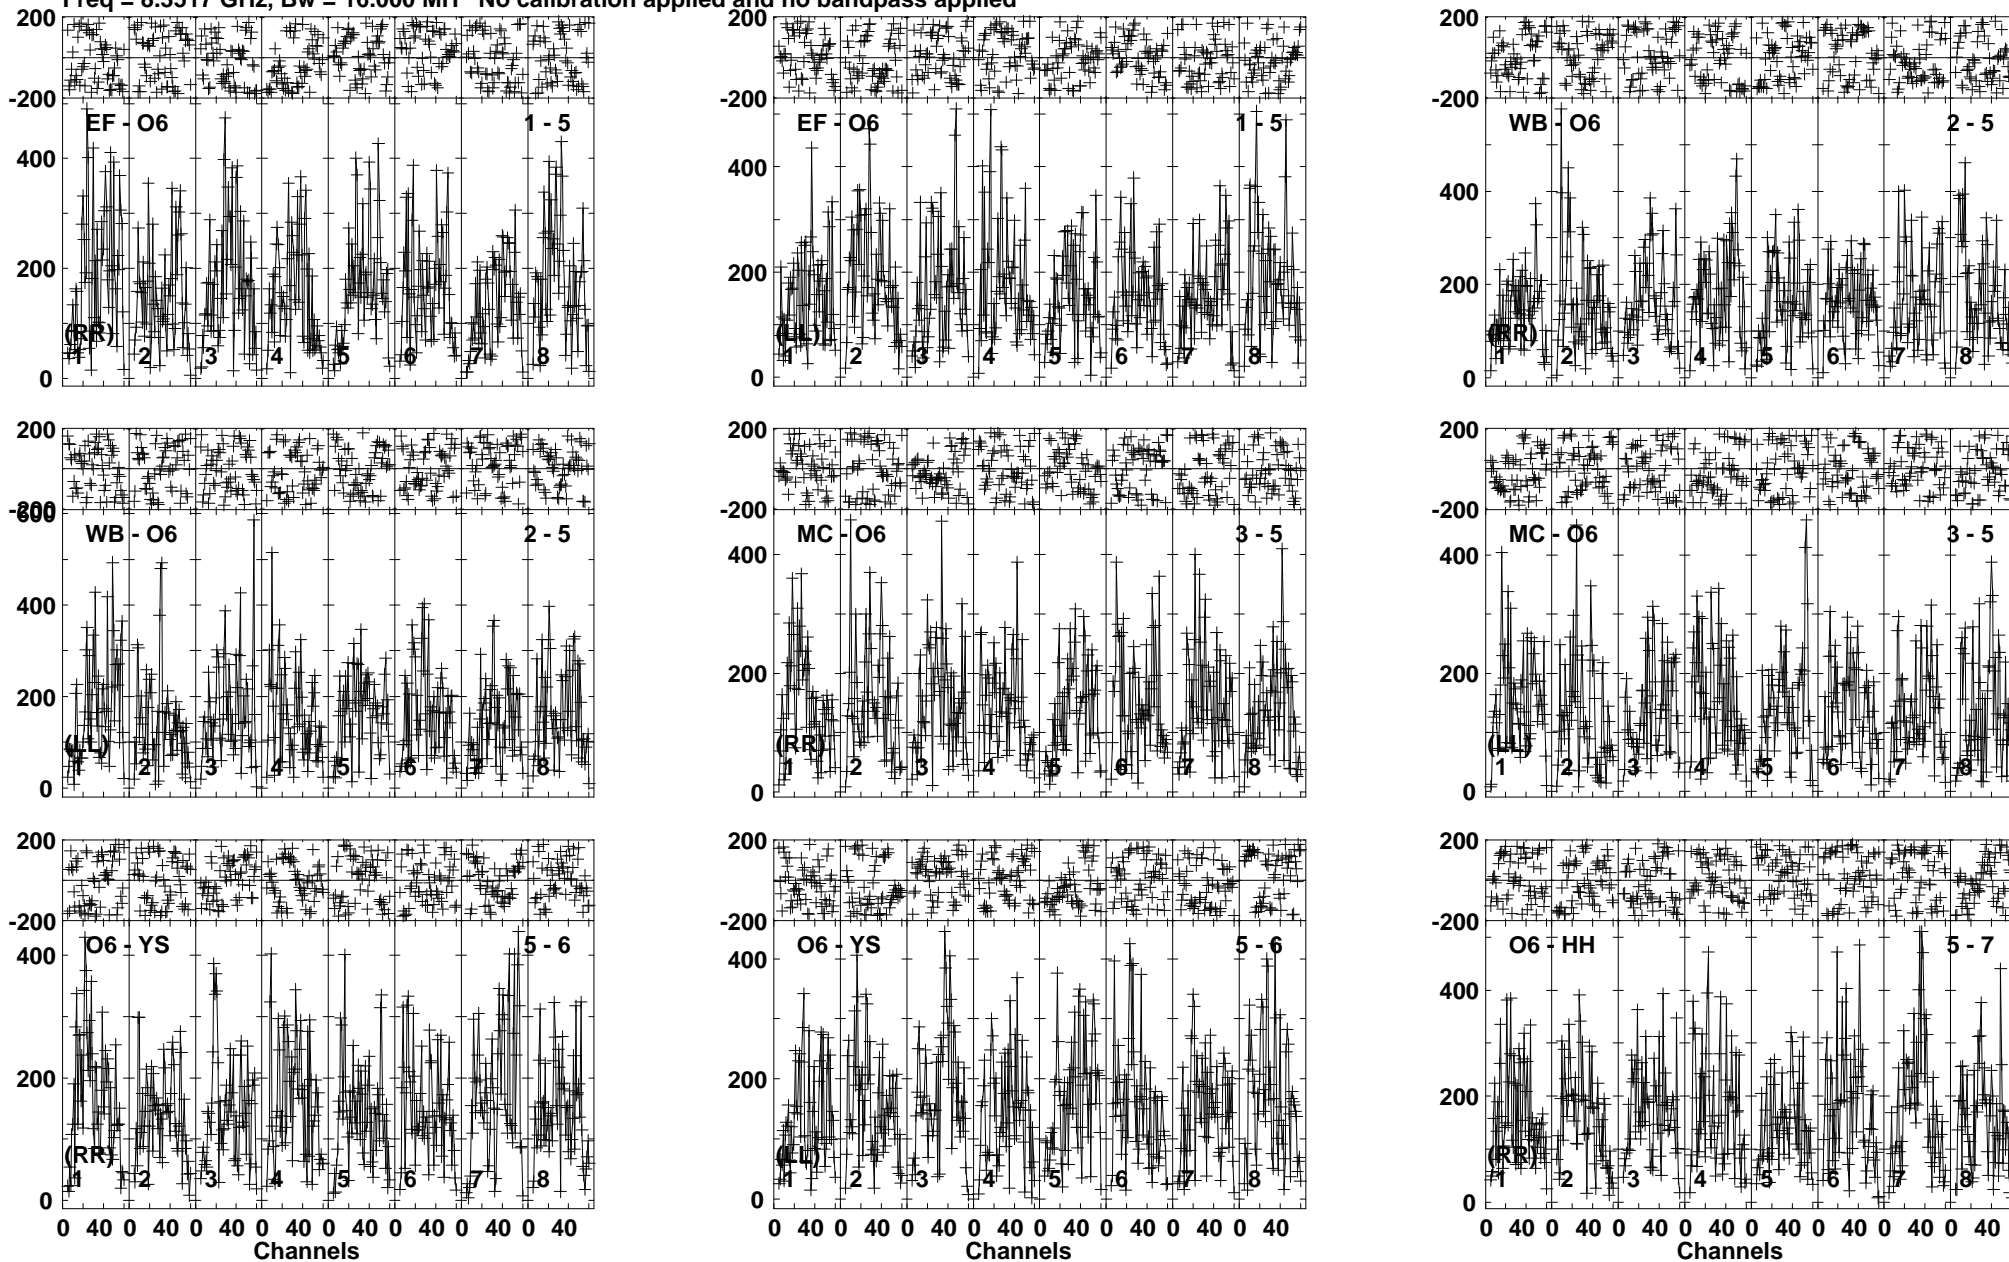 Freq = 8.3517 GHz, Bw = 16.000 MH No calibration applied and no bandpass applied
200 200 200
-200 -200 -200
EF - O6 1 - 5 EF - O6 1 - 5 WB - O6 2 - 5
400 400 400
200 200 200
(RR) (LL) (RR)
1 2 3 4 5 6 7 8 1 2 3 4 5 6 7 8 1 2 3 4 5 6 7 8
0 0 0
200 200 200
-200 -200 -200
600
WB - O6 2 - 5 MC - O6 3 - 5 MC - O6 3 - 5
400 400 400
200 200 200
(LL) (RR) (LL)
1 2 3 4 5 6 7 8 1 2 3 4 5 6 7 8 1 2 3 4 5 6 7 8
0 0 0
200 200 200
-200 -200 -200
O6 - YS 5 - 6 O6 - YS 5 - 6 O6 - HH 5 - 7
400 400 400
200 200 200
(RR) (LL) (RR)
1 2 3 4 5 6 7 8 1 2 3 4 5 6 7 8 1 2 3 4 5 6 7 8
0 0 0
0 40 0 40 0 40 0 40 0 40 0 40 0 40 0 40 0 40 0 40 0 40 0 40 0 40 0 40 0 40 0 40 0 40 0 40 0 40 0 40 0 40 0 40 0 40 0 40
Channels Channels Channels